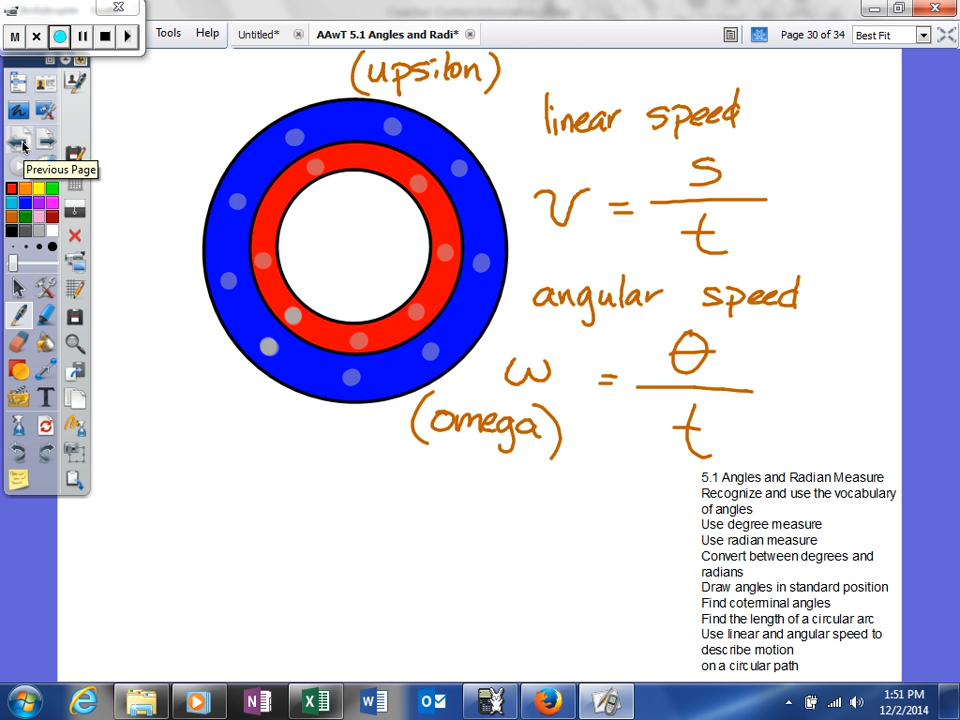 M
Tools Help Untitled* AAwT 5.1 Angles and Radi* Page 30 of 34 Best Fit
(upsilon)
linear speed
Previous Page
v = s
t
angular speed
ω = θ
t
(omega)
5.1 Angles and Radian Measure
Recognize and use the vocabulary
of angles
Use degree measure
Use radian measure
Convert between degrees and
radians
Draw angles in standard position
Find coterminal angles
Find the length of a circular arc
Use linear and angular speed to
describe motion
on a circular path
1:51 PM
12/2/2014